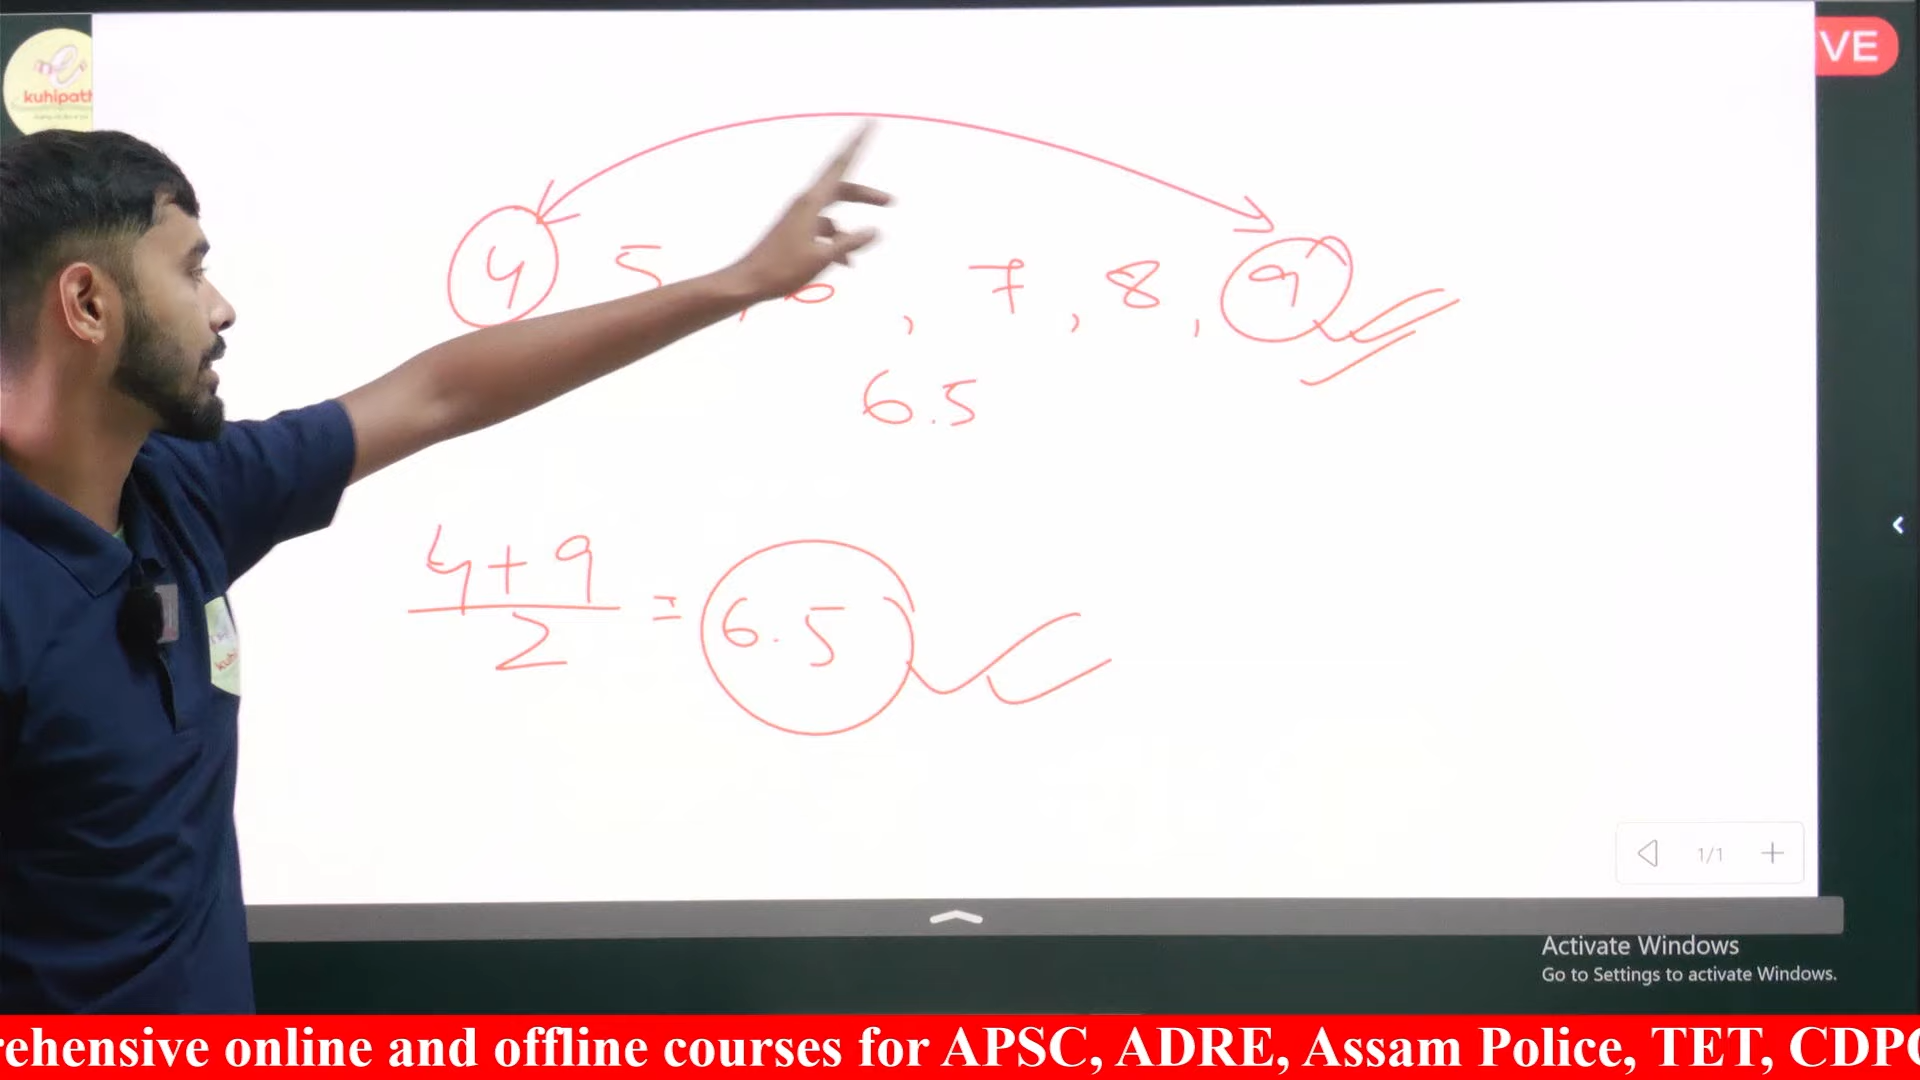 kuhipath
VE
4 5, 6, 7, 8, 9
6.5
4+9
2
= 6.5
1/1 +
Activate Windows
Go to Settings to activate Windows.
rehensive online and offline courses for APSC, ADRE, Assam Police, TET, CDPO